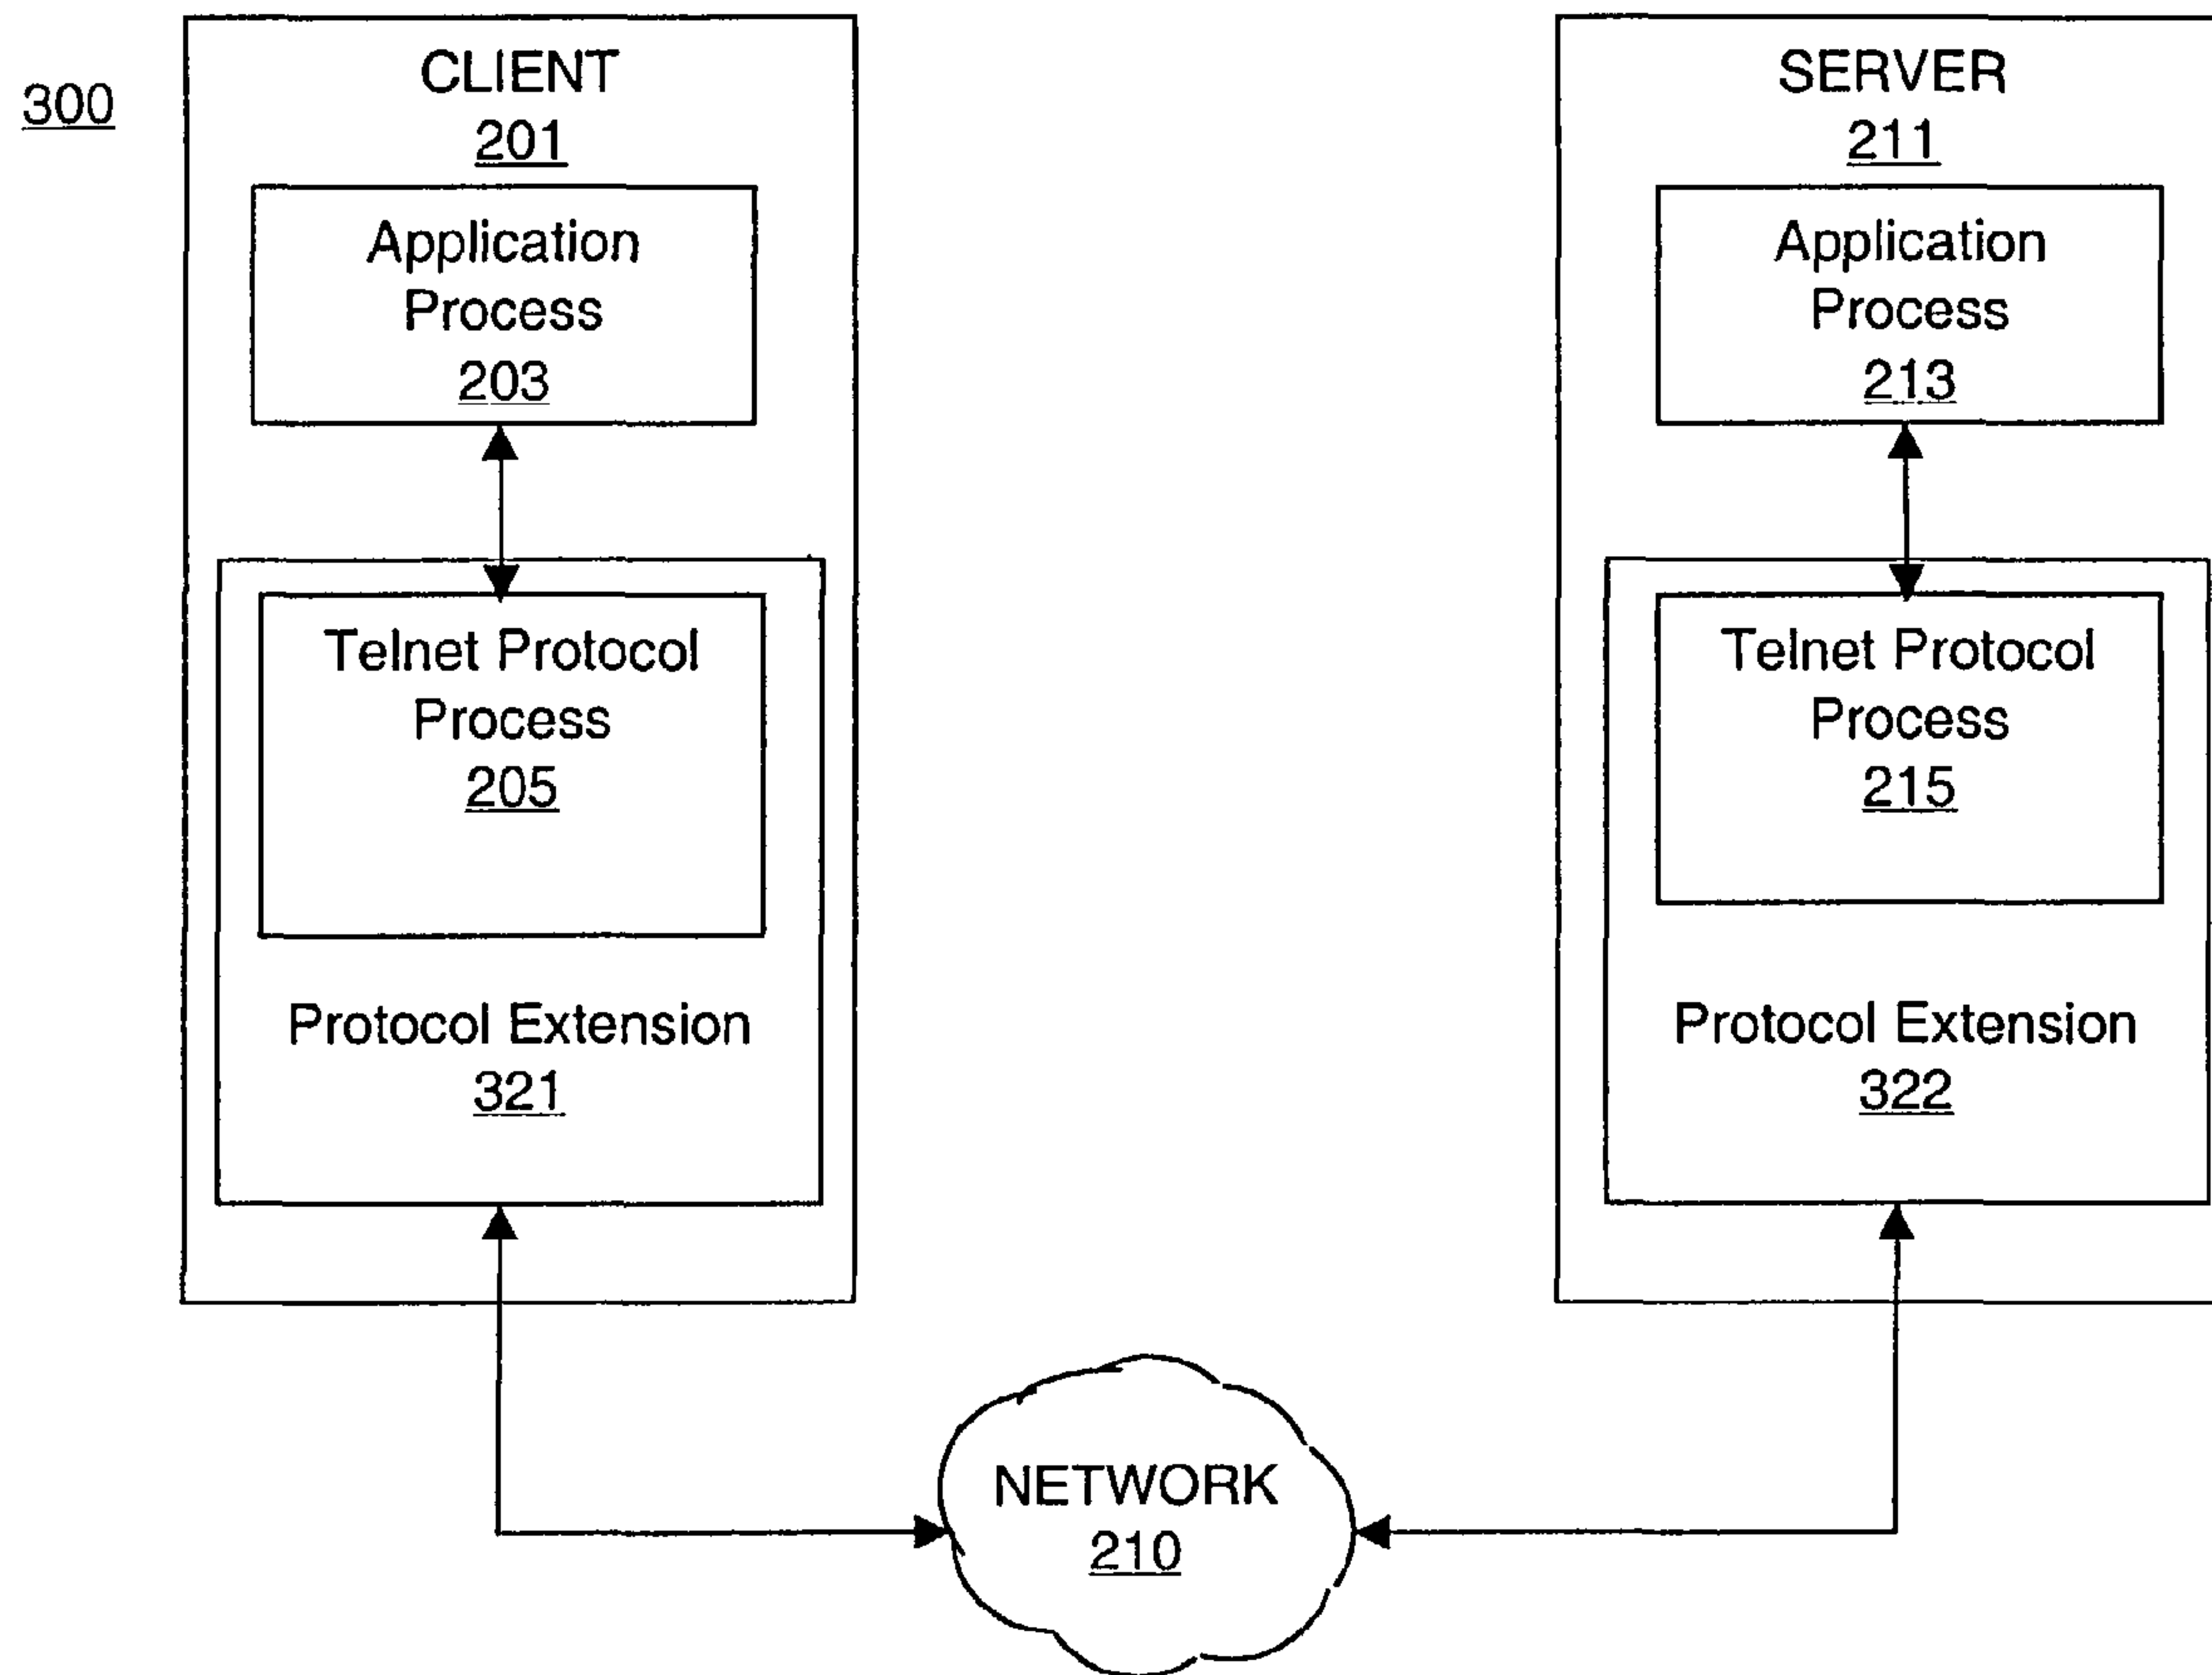 300
CLIENT
201
Application
Process
203
Telnet Protocol
Process
205
Protocol Extension
321
SERVER
211
Application
Process
213
Telnet Protocol
Process
215
Protocol Extension
322
NETWORK
210